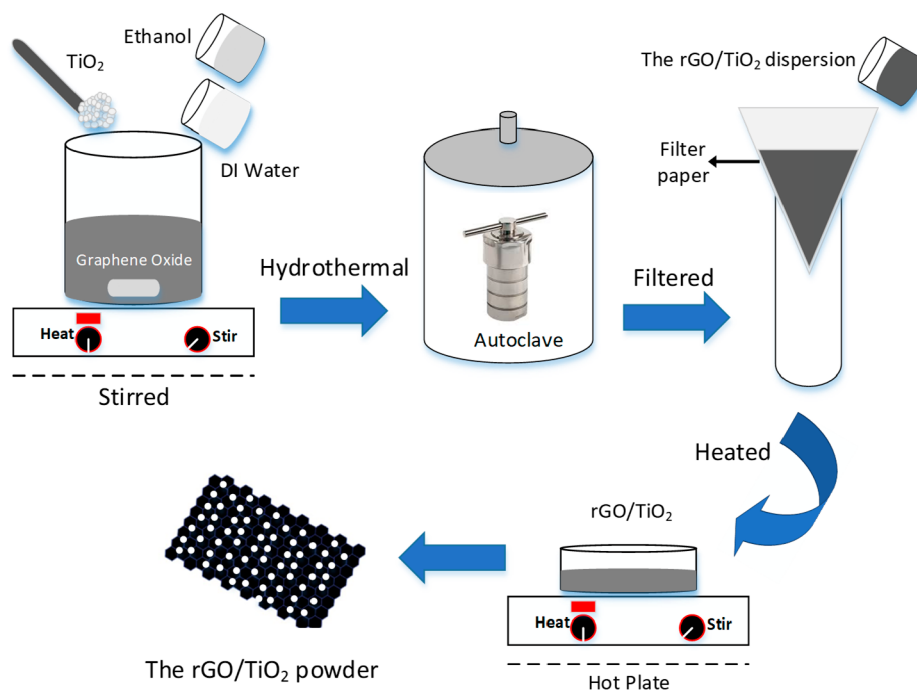 Ethanol
TiO₂
DI Water
Graphene Oxide
Heat
Stir
Stirred
Hydrothermal
Autoclave
Filtered
The rGO/TiO₂ dispersion
Filter
paper
Heated
rGO/TiO₂
Heat
Stir
Hot Plate
The rGO/TiO₂ powder